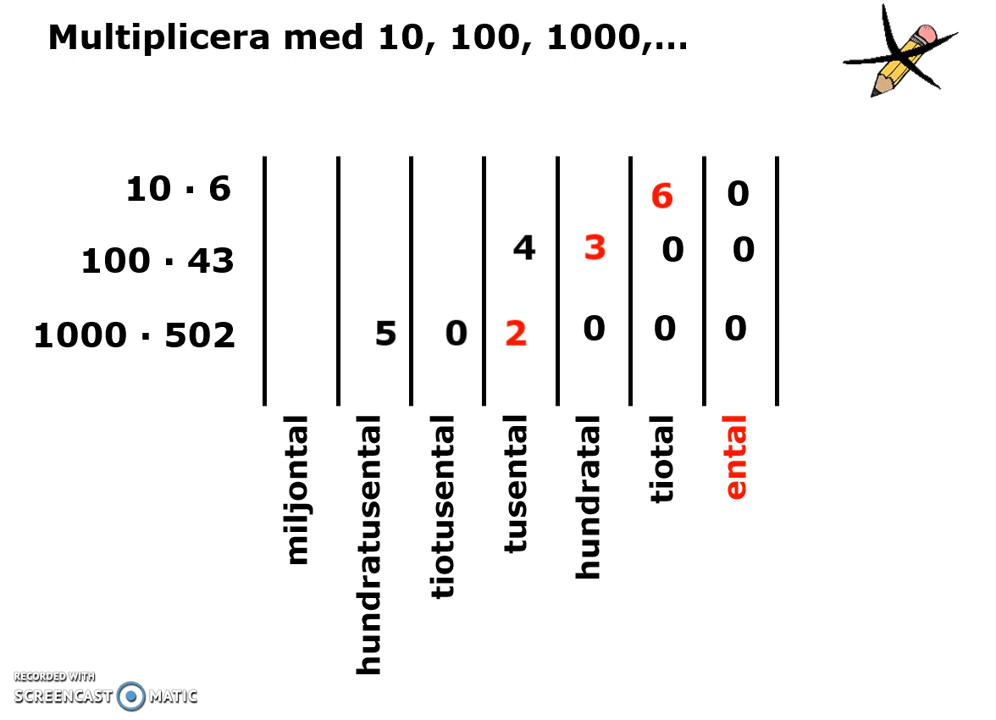 Multiplicera med 10, 100, 1000,...
10 · 6 6 0
100 · 43 4 3 0 0
1000 · 502 5 0 2 0 0 0
miljontal
hundratusental
tiotusental
tusental
hundratal
tiotal
ental
RECORDED WITH
SCREENCAST MATIC